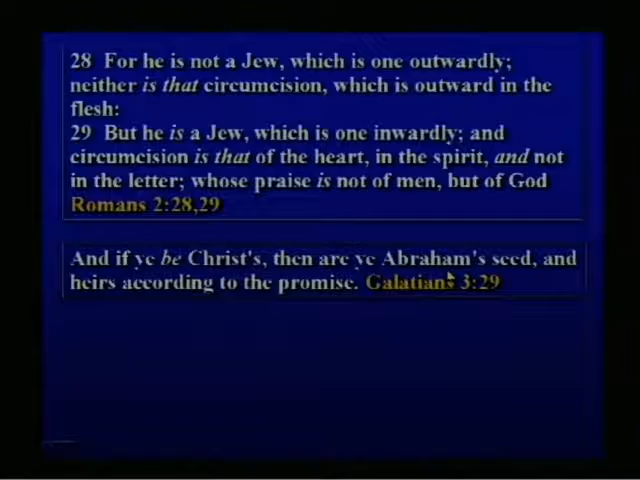 28 For he is not a Jew, which is one outwardly;
neither is that circumcision, which is outward in the
flesh:
29 But he is a Jew, which is one inwardly; and
circumcision is that of the heart, in the spirit, and not
in the letter; whose praise is not of men, but of God
Romans 2:28,29
And if ye be Christ's, then are ye Abraham's seed, and
heirs according to the promise. Galatians 3:29